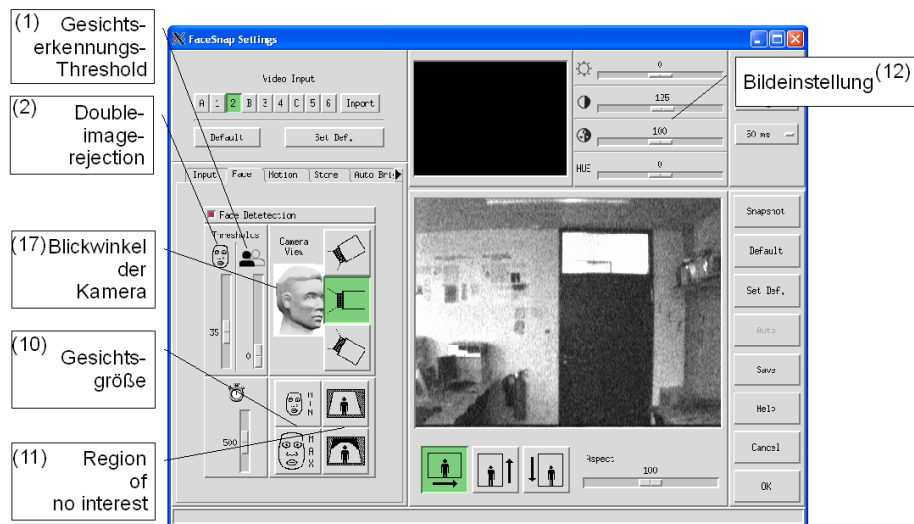 (1) Gesichts-
erkennungs-
Threshold
(2) Double-
image-
rejection
(17) Blickwinkel
der
Kamera
(10) Gesichts-
größe
(11) Region
of
no interest
Bildeinstellung (12)
FaceSnap Settings
Video Input
A 1 2 B 3 4 C 5 6 Import
Default Set Def.
Input Face Motion Store Auto Bri
Face Detetection
Thresholds
Camera
View
35
0
500
MIN
MAX
0
125
100
HUE 0
Aspect
100
Snapshot
Default
Set Def.
Auto
Save
Help
Cancel
OK